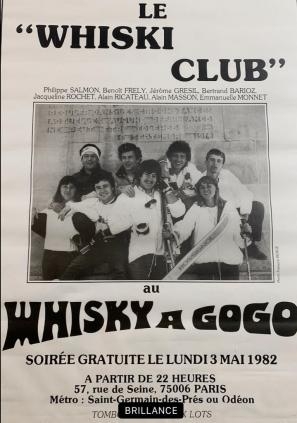 LE
"WHISKI
CLUB"
Philippe SALMON, Benoît FRELY, Jérôme GRESIL, Bertrand BARIOZ,
Jacqueline ROCHET, Alain RICATEAU, Alain MASSON, Emmanuelle MONNET
au
WHISKY A GOGO
SOIRÉE GRATUITE LE LUNDI 3 MAI 1982
A PARTIR DE 22 HEURES
57, rue de Seine, 75006 PARIS
Métro : Saint-Germain-des-Prés ou Odéon
LOTS
BRILLANCE